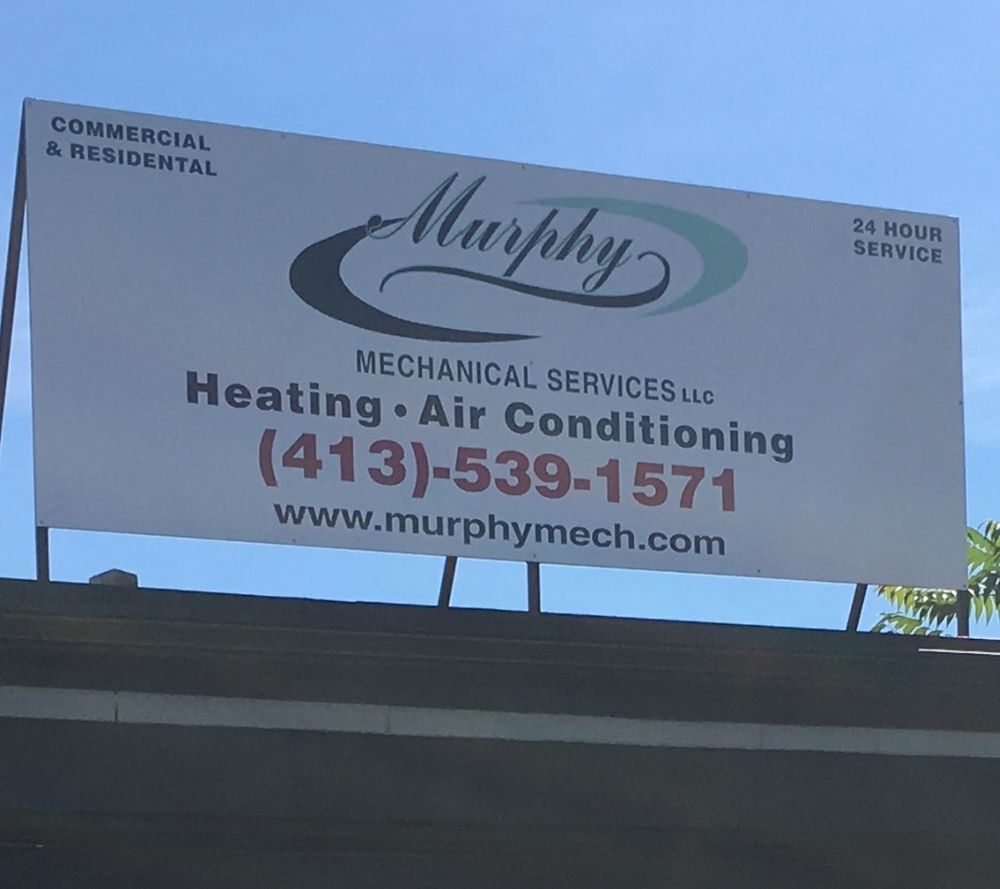 COMMERCIAL
& RESIDENTAL
24 HOUR
SERVICE
Murphy
MECHANICAL SERVICES LLC
Heating • Air Conditioning
(413)-539-1571
www.murphymech.com